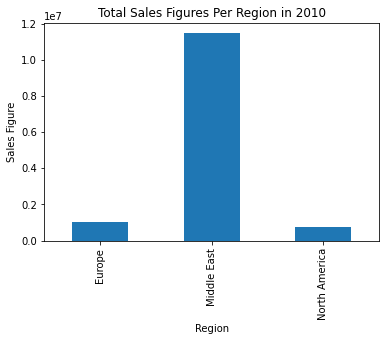 Total Sales Figures Per Region in 2010
1e7
1.2
1.0
0.8
0.6
0.4
0.2
0.0
Sales Figure
Europe
Middle East
North America
Region